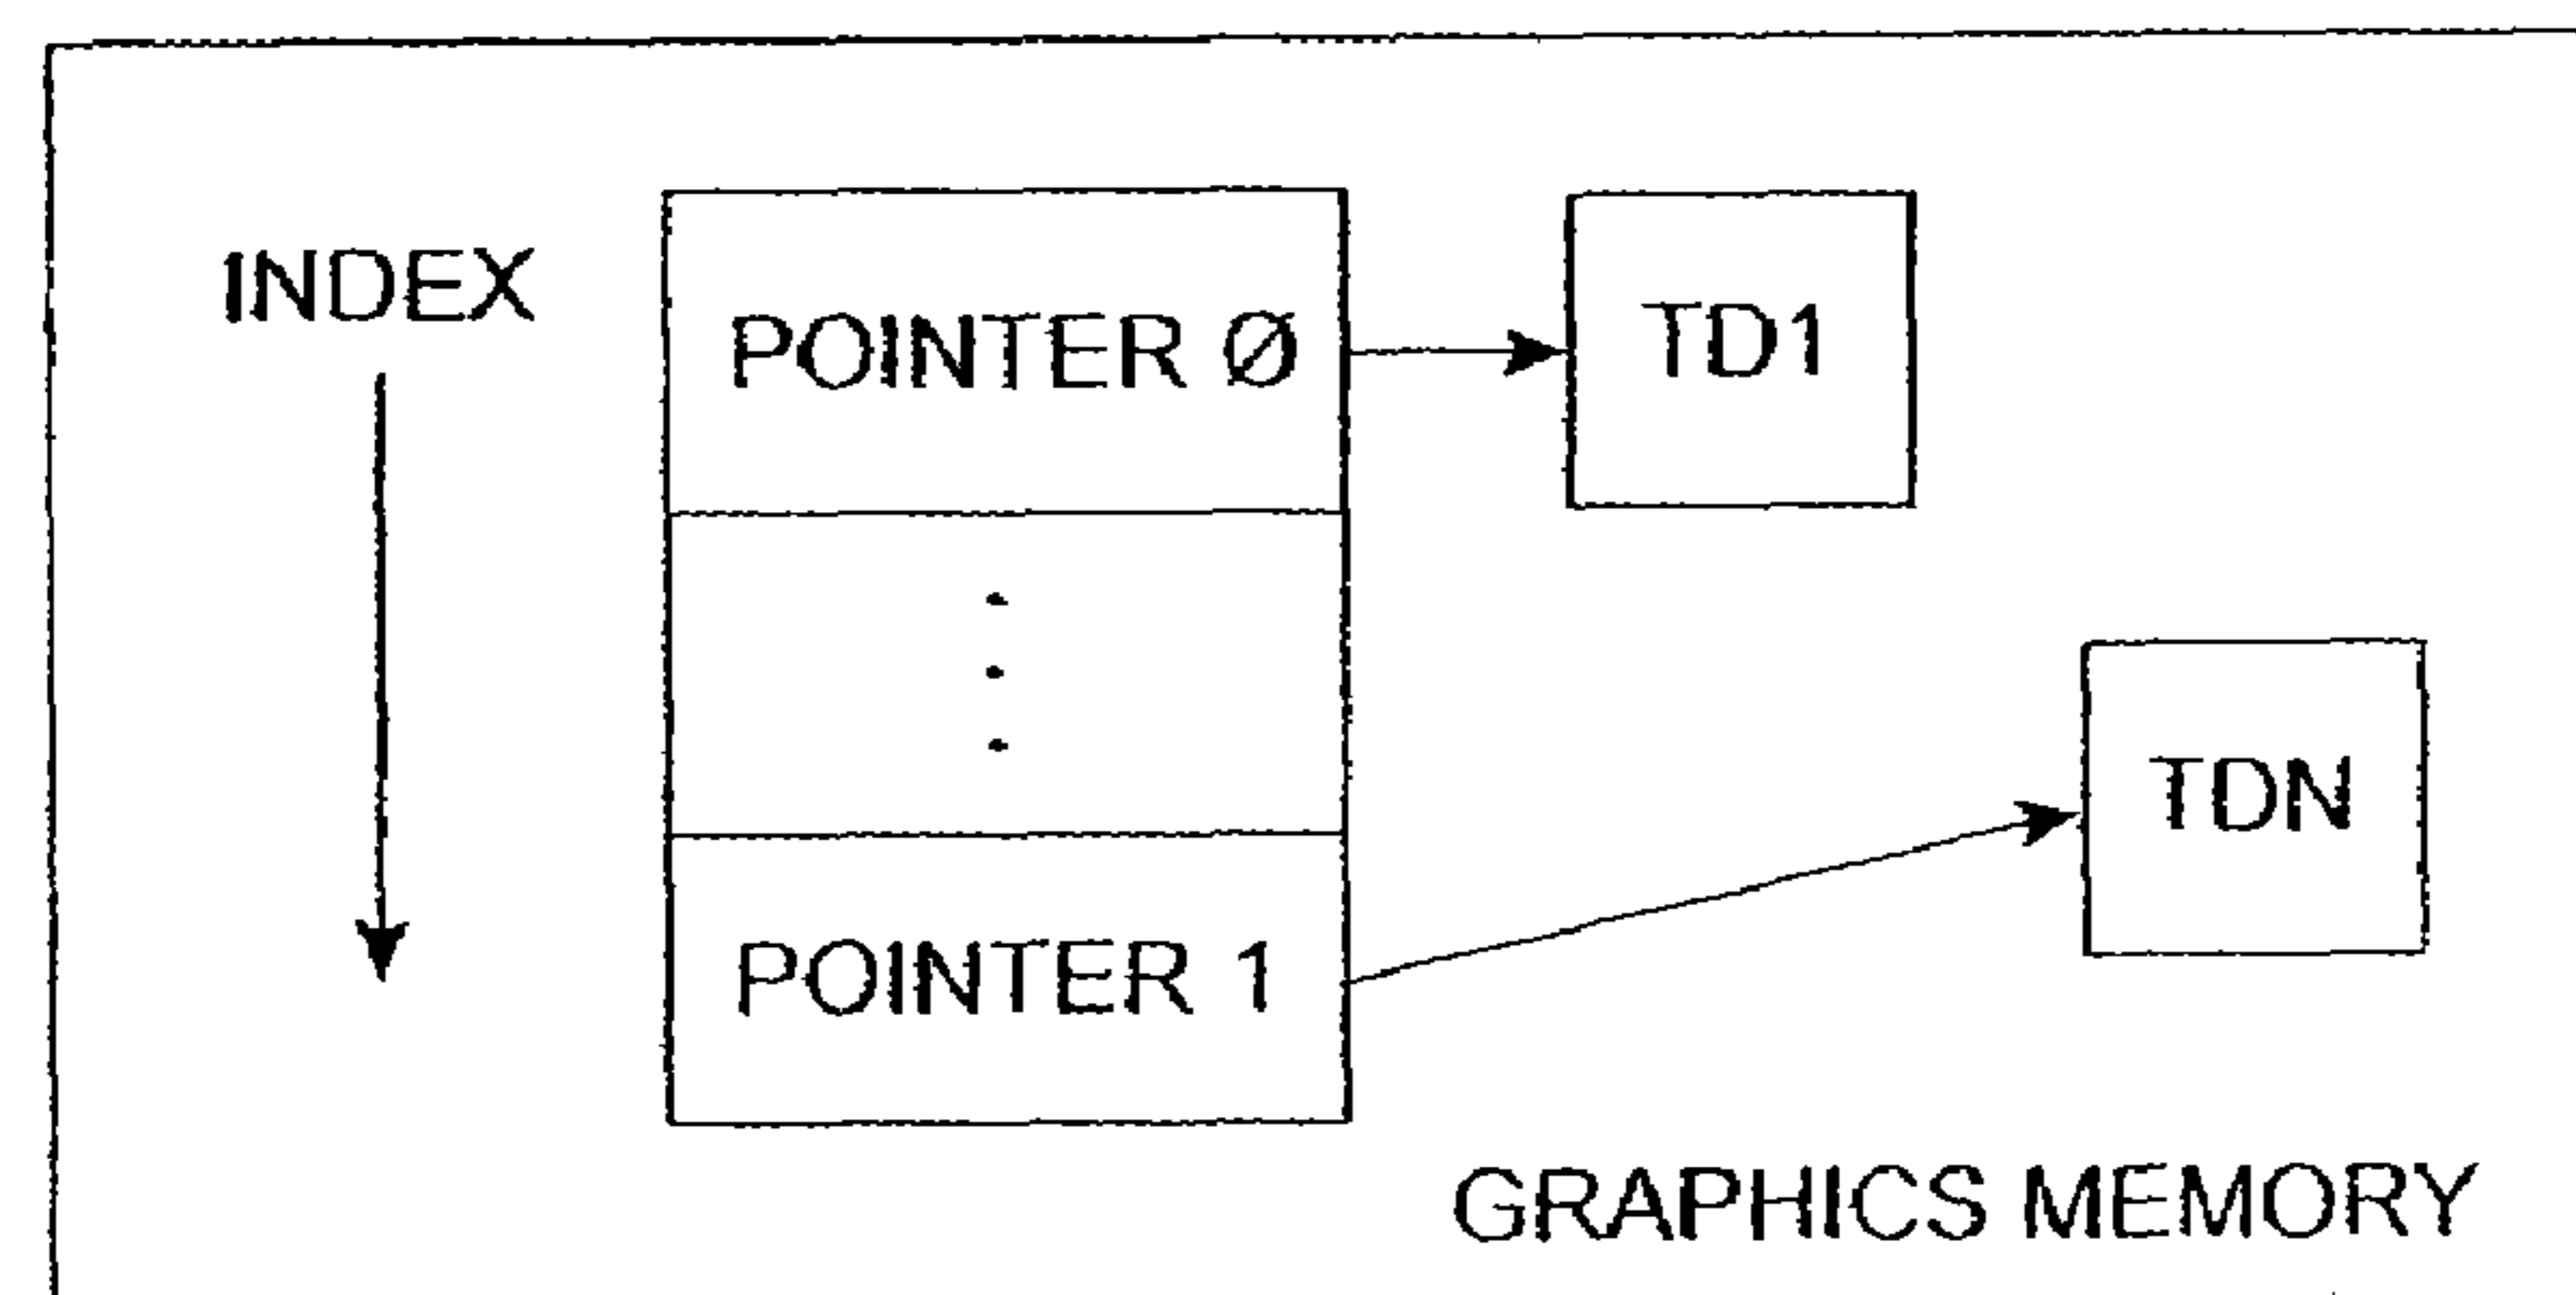 INDEX
POINTER Ø
TD1
TDN
POINTER 1
GRAPHICS MEMORY